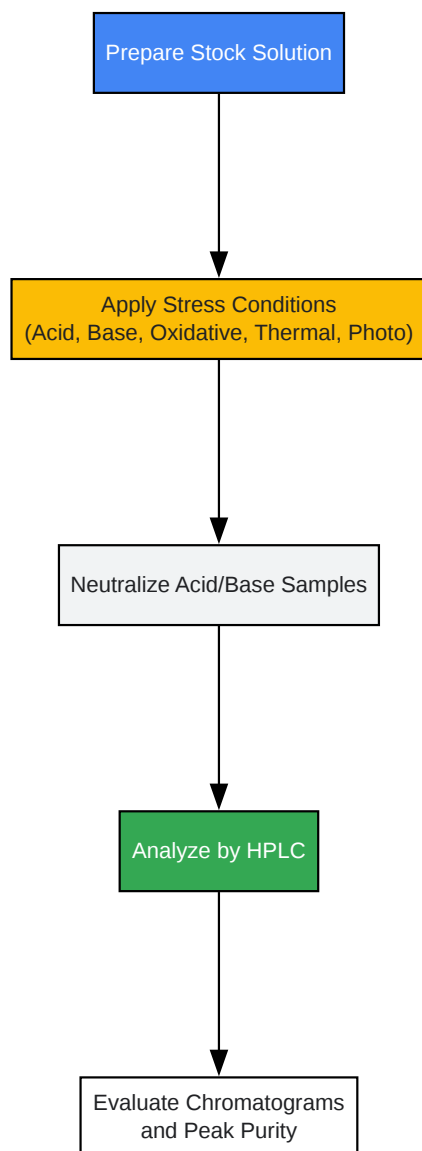 Prepare Stock Solution
Apply Stress Conditions
(Acid, Base, Oxidative, Thermal, Photo)
Neutralize Acid/Base Samples
Analyze by HPLC
Evaluate Chromatograms
and Peak Purity